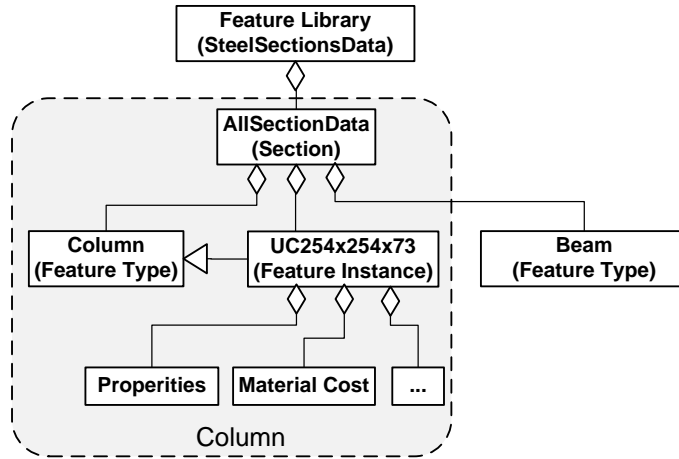 Feature Library
(SteelSectionsData)
AllSectionData
(Section)
Column
(Feature Type)
UC254x254x73
(Feature Instance)
Beam
(Feature Type)
Properities
Material Cost
...
Column